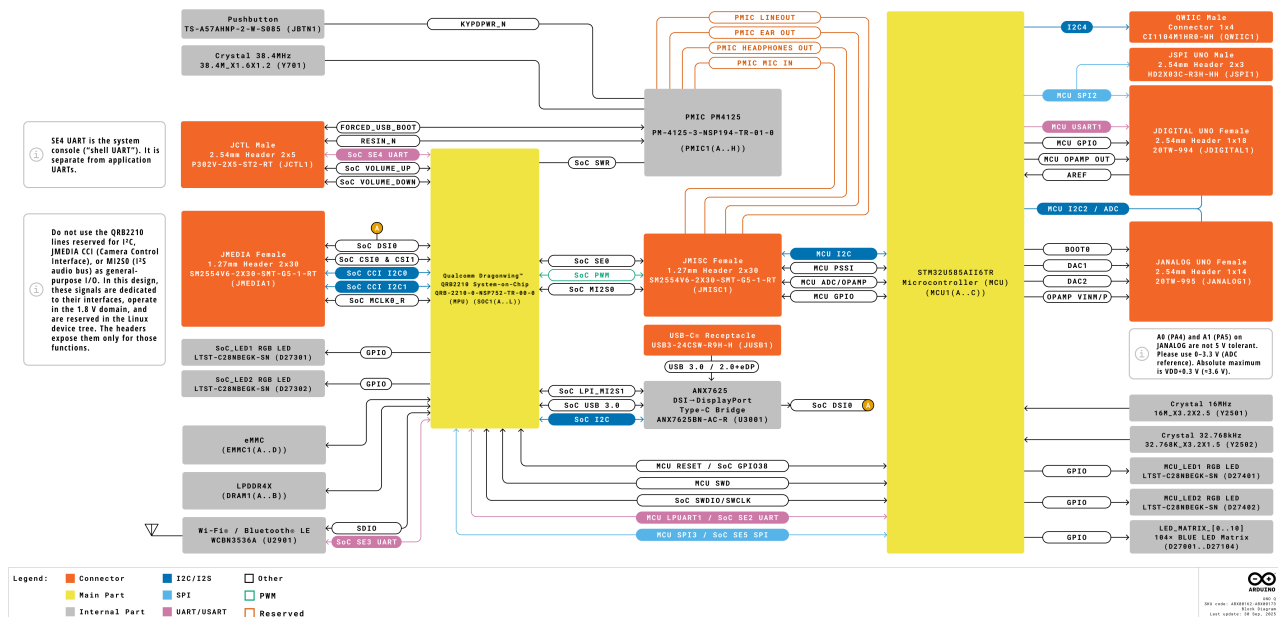 Pushbutton
TS-A57AHNP-2-W-S085 (JBTN1)
Crystal 38.4MHz
38.4M_X1.6X1.2 (Y701)
KYPDPWR_N
PMIC LINEOUT
PMIC EAR OUT
PMIC HEADPHONES OUT
PMIC MIC IN
PMIC PM4125
PM-4125-3-NSP194-TR-01-0
(PMIC1(A..H))
SE4 UART is the system
console ("shell UART"). It is
separate from application
UARTs.
JCTL Male
2.54mm Header 2x5
P302V-2X5-ST2-RT (JCTL1)
FORCED_USB_BOOT
RESIN_N
SoC SE4 UART
SoC VOLUME_UP
SoC VOLUME_DOWN
SoC SWR
Do not use the QRB2210
lines reserved for I²C,
JMEDIA CCI (Camera Control
Interface), or MI2S0 (I²S
audio bus) as general-
purpose I/O. In this design,
these signals are dedicated
to their interfaces, operate
in the 1.8 V domain, and
are reserved in the Linux
device tree. The headers
expose them only for those
functions.
JMEDIA Female
1.27mm Header 2x30
SM2554V6-2X30-SMT-G5-1-RT
(JMEDIA1)
A
SoC DSI0
SoC CSI0 & CSI1
SoC CCI I2C0
SoC CCI I2C1
SoC MCLK0_R
Qualcomm Dragonwing™
QRB2210 System-on-Chip
QRB-2210-0-NSP752-TR-00-0
(MPU) (SOC1(A..L))
SoC SE0
SoC PWM
SoC MI2S0
JMISC Female
1.27mm Header 2x30
SM2554V6-2X30-SMT-G5-1-RT
(JMISC1)
MCU I2C
MCU PSSI
MCU ADC/OPAMP
MCU GPIO
STM32U585AII6TR
Microcontroller (MCU)
(MCU1(A..C))
I2C4
QWIIC Male
Connector 1x4
CI1104M1HR0-NH (QWIIC1)
JSPI UNO Male
2.54mm Header 2x3
HD2X03C-R3H-HH (JSPI1)
MCU SPI2
MCU USART1
MCU GPIO
MCU OPAMP OUT
AREF
JDIGITAL UNO Female
2.54mm Header 1x18
20TW-994 (JDIGITAL1)
MCU I2C2 / ADC
BOOT0
DAC1
DAC2
OPAMP VINM/P
JANALOG UNO Female
2.54mm Header 1x14
20TW-995 (JANALOG1)
A0 (PA4) and A1 (PA5) on
JANALOG are not 5 V tolerant.
Please use 0–3.3 V (ADC
reference). Absolute maximum
is VDD+0.3 V (≈3.6 V).
SoC_LED1 RGB LED
LTST-C28NBEGK-SN (D27301)
GPIO
SoC_LED2 RGB LED
LTST-C28NBEGK-SN (D27302)
GPIO
USB-C® Receptacle
USB3-24CSW-R9H-H (JUSB1)
USB 3.0 / 2.0+eDP
SoC LPI_MI2S1
SoC USB 3.0
SoC I2C
ANX7625
DSI→DisplayPort
Type-C Bridge
ANX7625BN-AC-R (U3001)
SoC DSI0
A
eMMC
(EMMC1(A..D))
LPDDR4X
(DRAM1(A..B))
Wi-Fi® / Bluetooth® LE
WCBN3536A (U2901)
SDIO
SoC SE3 UART
MCU RESET / SoC GPIO38
MCU SWD
SoC SWDIO/SWCLK
MCU LPUART1 / SoC SE2 UART
MCU SPI3 / SoC SE5 SPI
Crystal 16MHz
16M_X3.2X2.5 (Y2501)
Crystal 32.768kHz
32.768K_X3.2X1.5 (Y2502)
GPIO
MCU_LED1 RGB LED
LTST-C28NBEGK-SN (D27401)
GPIO
MCU_LED2 RGB LED
LTST-C28NBEGK-SN (D27402)
GPIO
LED_MATRIX_[0..10]
104× BLUE LED Matrix
(D27001..D27104)
Legend:
Connector
Main Part
Internal Part
I2C/I2S
SPI
UART/USART
Other
PWM
Reserved
ARDUINO
UNO Q
SKU code: ABX00162-ABX00173
Block Diagram
Last update: 30 Sep, 2025